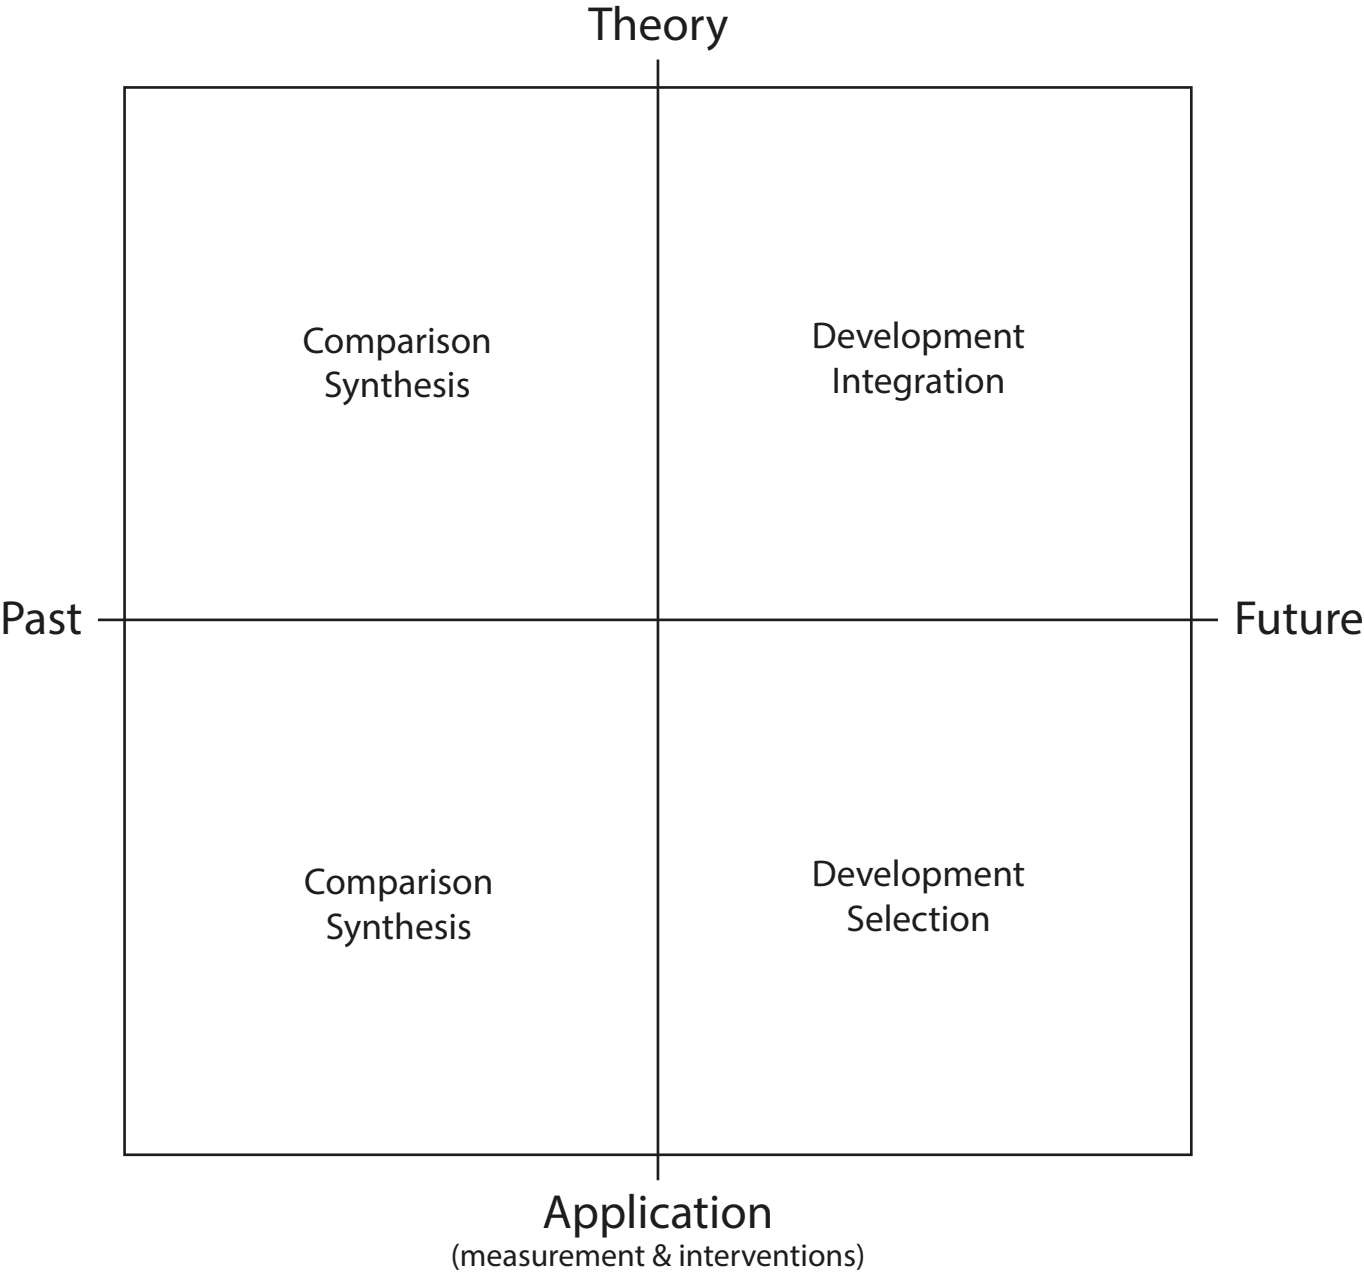 Theory
Comparison
Synthesis
Development
Integration
Past
Future
Comparison
Synthesis
Development
Selection
Application
(measurement & interventions)